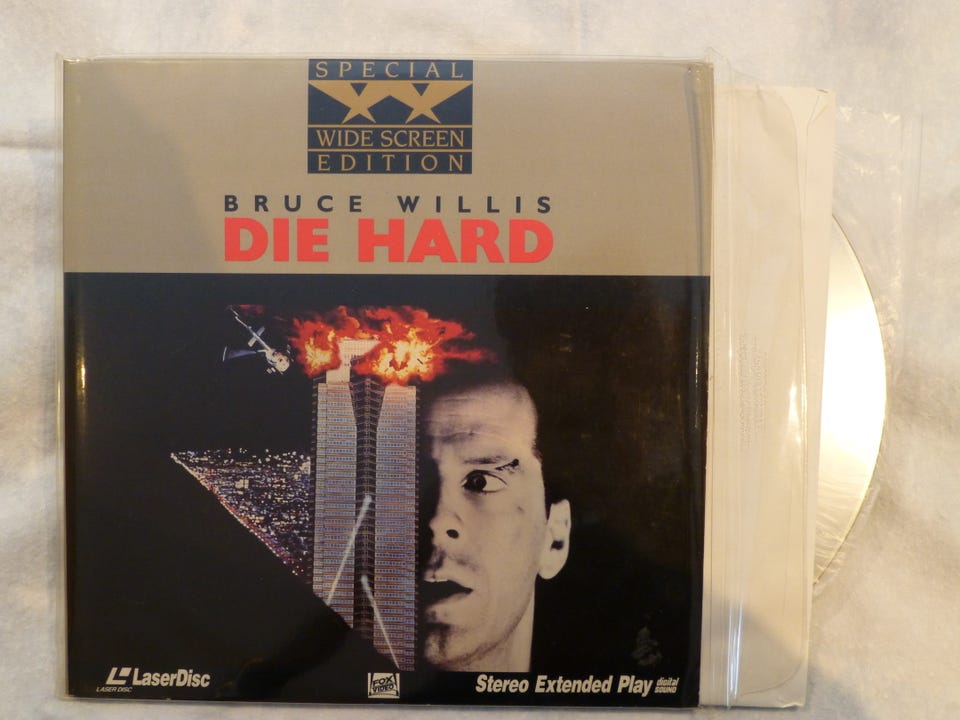 SPECIAL
WIDE SCREEN
EDITION
BRUCE WILLIS
DIE HARD
LaserDisc
LASER DISC
FOX
VIDEO
Stereo Extended Play digital
SOUND